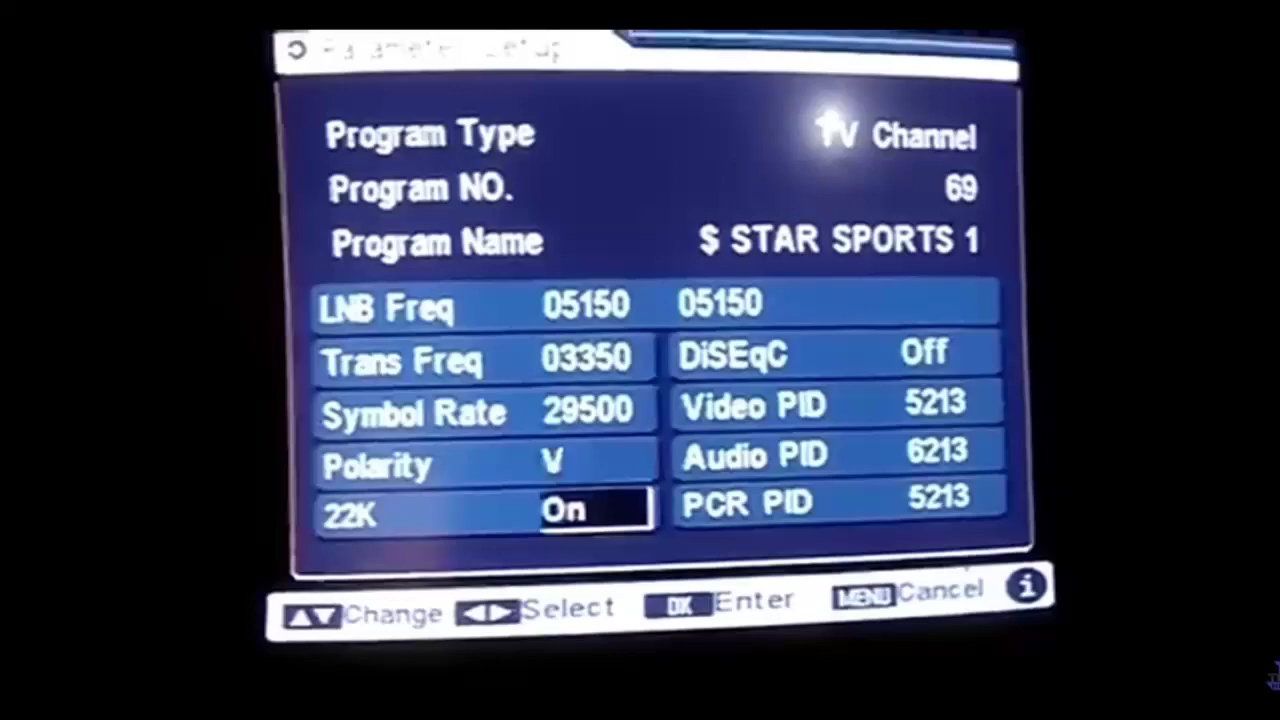 Parameter Setup
Program Type TV Channel
Program NO. 69
Program Name $ STAR SPORTS 1
LNB Freq 05150 05150
Trans Freq 03350 DiSEqC Off
Symbol Rate 29500 Video PID 5213
Polarity V Audio PID 6213
22K On PCR PID 5213
Change Select OK Enter MENU Cancel i